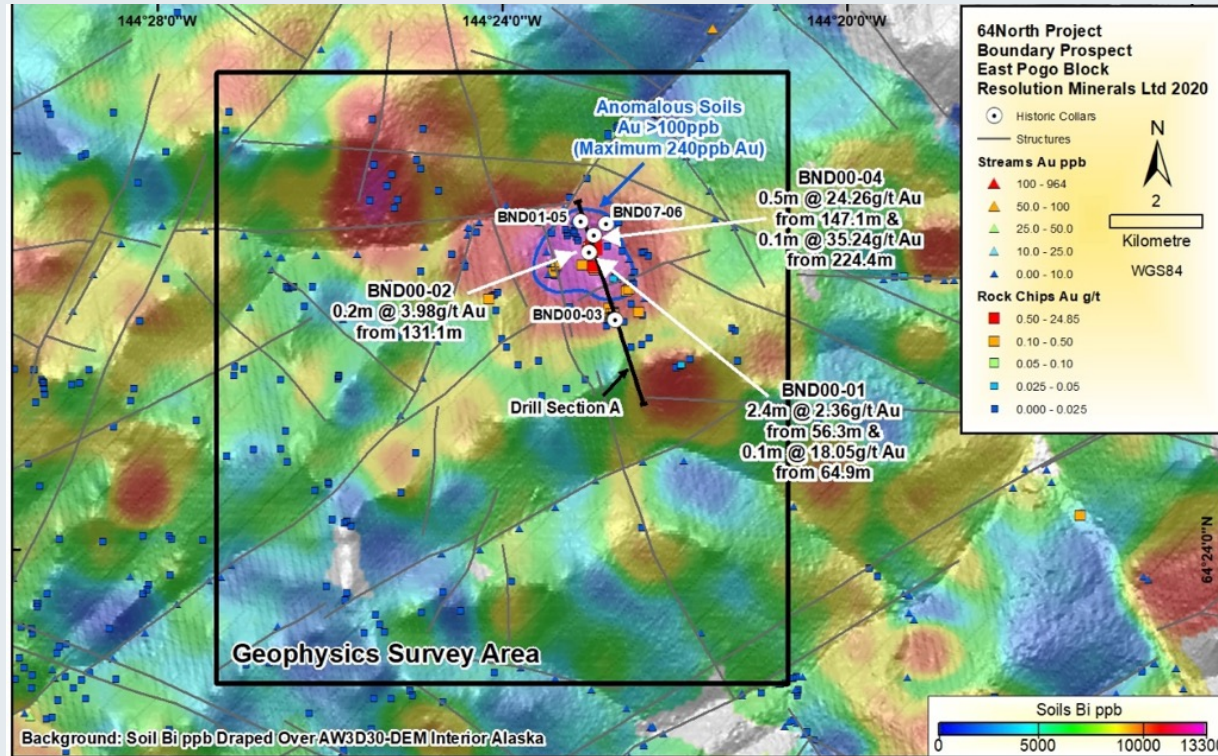 144°28'0"W
144°24'0"W
144°20'0"W
64North Project
Boundary Prospect
East Pogo Block
Resolution Minerals Ltd 2020
Historic Collars
Structures
Streams Au ppb
100 - 964
50.0 - 100
25.0 - 50.0
10.0 - 25.0
0.00 - 10.0
Rock Chips Au g/t
0.50 - 24.85
0.10 - 0.50
0.05 - 0.10
0.025 - 0.05
0.000 - 0.025
N
2
Kilometre
WGS84
Anomalous Soils
Au >100ppb
(Maximum 240ppb Au)
BND01-05
BND07-06
BND00-04
0.5m @ 24.26g/t Au
from 147.1m &
0.1m @ 35.24g/t Au
from 224.4m
BND00-02
0.2m @ 3.98g/t Au
from 131.1m
BND00-03
Drill Section A
BND00-01
2.4m @ 2.36g/t Au
from 56.3m &
0.1m @ 18.05g/t Au
from 64.9m
64°24'0"N
Geophysics Survey Area
Background: Soil Bi ppb Draped Over AW3D30-DEM Interior Alaska
Soils Bi ppb
0
5000
10000